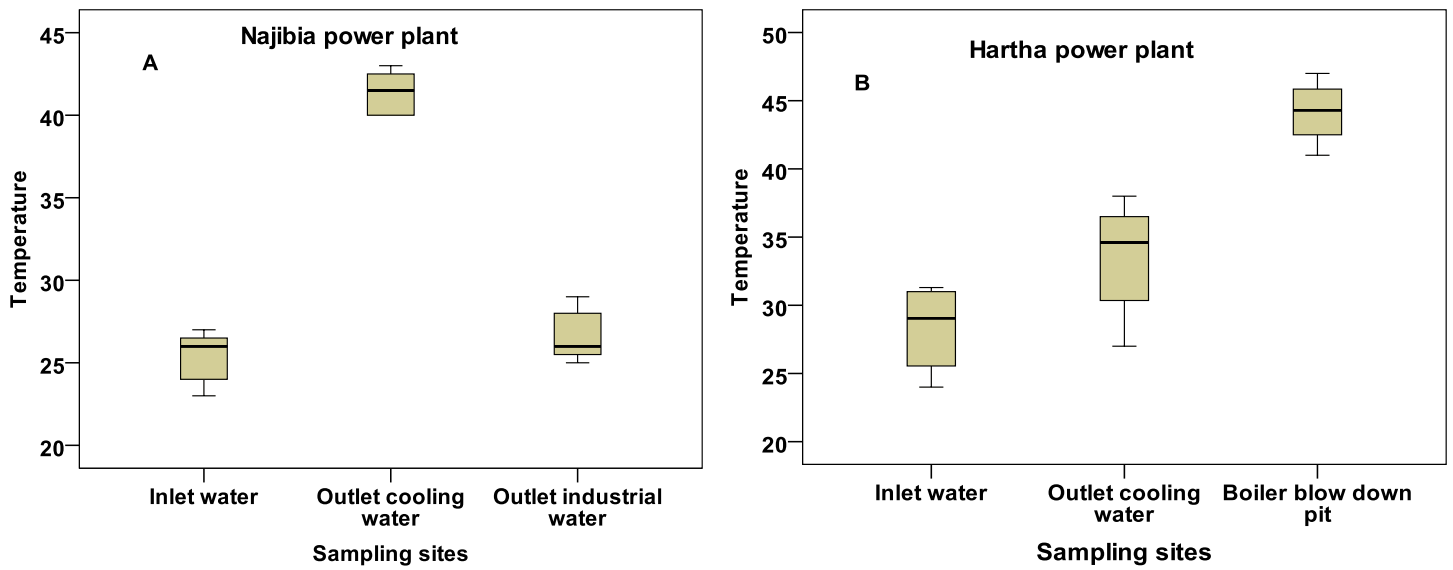 Najibia power plant
A
Temperature
45
40
35
30
25
20
Inlet water
Outlet cooling
water
Outlet industrial
water
Sampling sites
Hartha power plant
B
Temperature
50
45
40
35
30
25
20
Inlet water
Outlet cooling
water
Boiler blow down
pit
Sampling sites